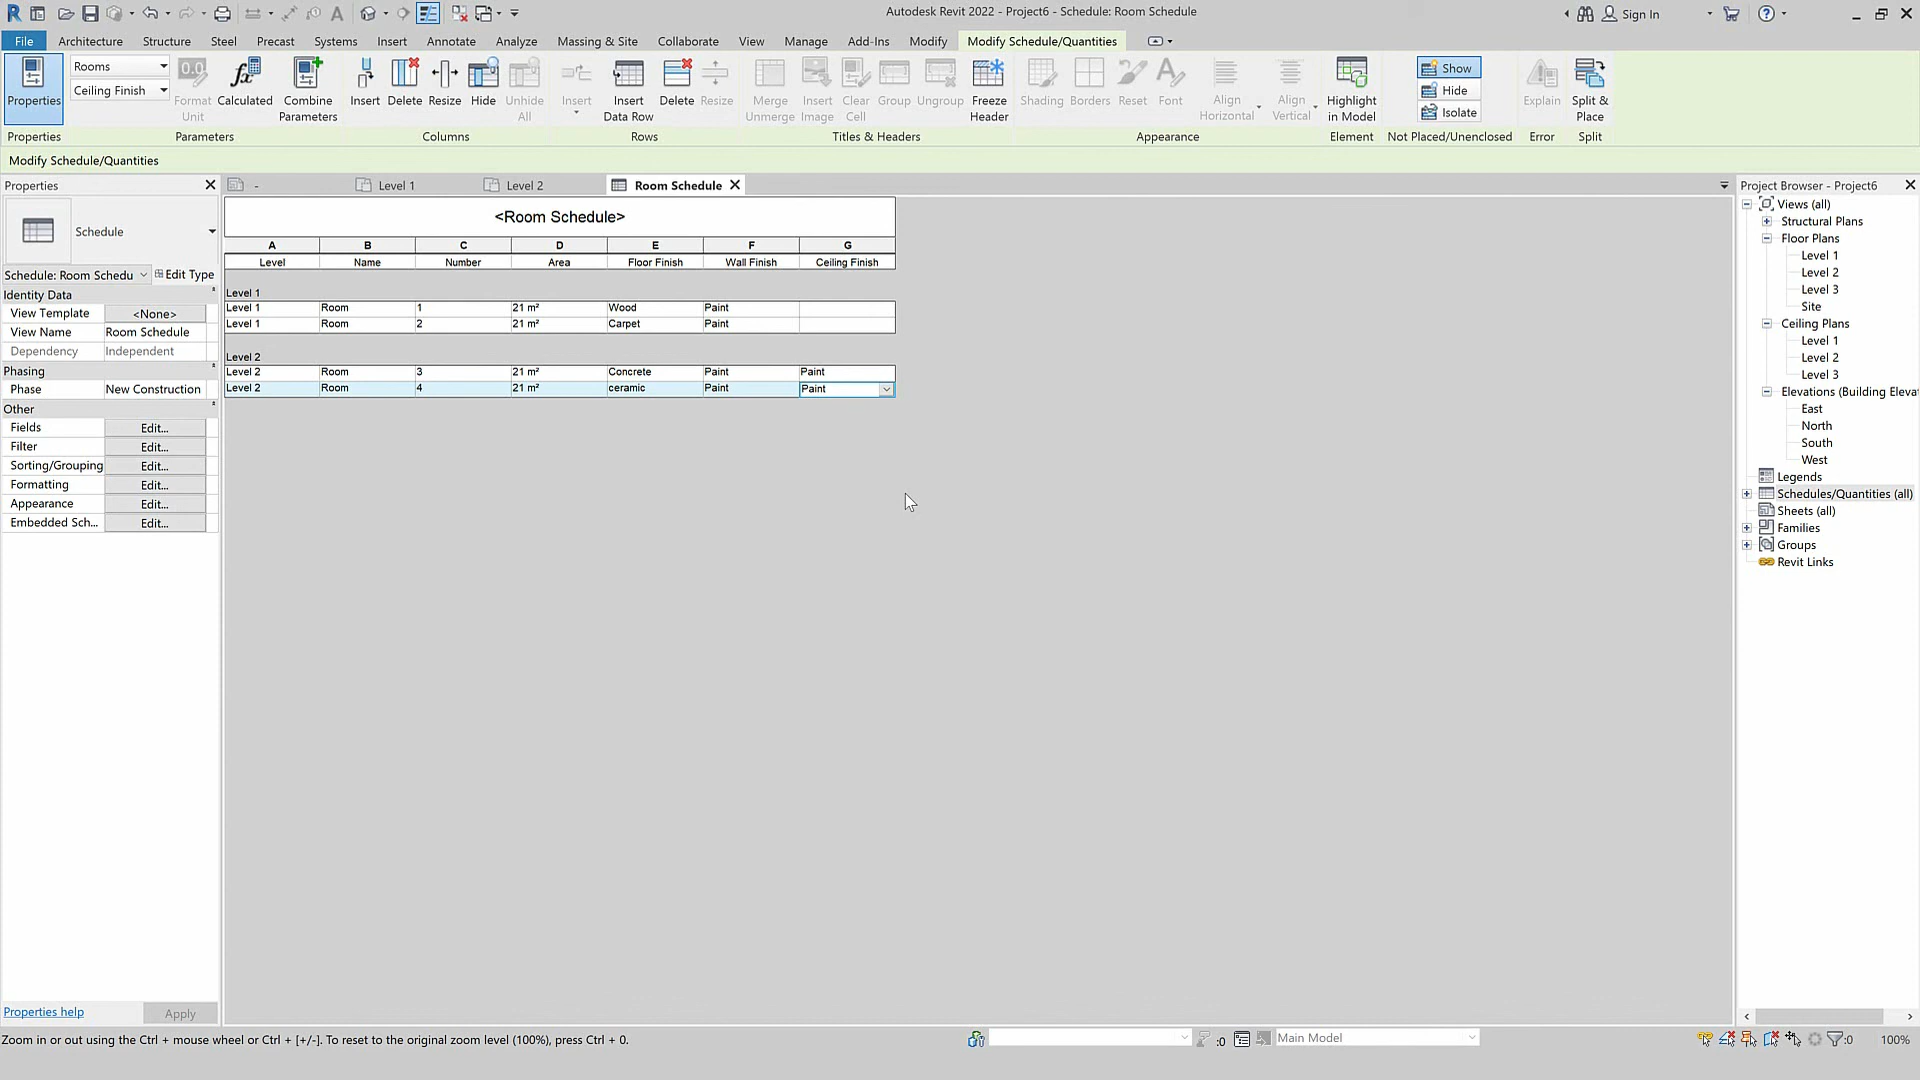 Autodesk Revit 2022 - Project6 - Schedule: Room Schedule
Sign In
File Architecture Structure Steel Precast Systems Insert Annotate Analyze Massing & Site Collaborate View Manage Add-Ins Modify Modify Schedule/Quantities
Properties
Rooms
Ceiling Finish
Format Unit
Calculated
Combine Parameters
Insert
Delete
Resize
Hide
Unhide All
Insert
Insert Data Row
Delete
Resize
Merge Unmerge
Insert Image
Clear Cell
Group
Ungroup
Freeze Header
Shading
Borders
Reset
Font
Align Horizontal
Align Vertical
Highlight in Model
Show
Hide
Isolate
Explain
Split & Place
Properties Parameters Columns Rows Titles & Headers Appearance Element Not Placed/Unenclosed Error Split
Modify Schedule/Quantities
Properties
Schedule
Schedule: Room Schedu
Edit Type
Identity Data
View Template <None>
View Name Room Schedule
Dependency Independent
Phasing
Phase New Construction
Other
Fields Edit...
Filter Edit...
Sorting/Grouping Edit...
Formatting Edit...
Appearance Edit...
Embedded Sch... Edit...
Properties help
Apply
- Level 1 Level 2 Room Schedule
<Room Schedule>
A B C D E F G
Level Name Number Area Floor Finish Wall Finish Ceiling Finish
Level 1
Level 1 Room 1 21 m² Wood Paint
Level 1 Room 2 21 m² Carpet Paint
Level 2
Level 2 Room 3 21 m² Concrete Paint Paint
Level 2 Room 4 21 m² ceramic Paint Paint
Project Browser - Project6
Views (all)
Structural Plans
Floor Plans
Level 1
Level 2
Level 3
Site
Ceiling Plans
Level 1
Level 2
Level 3
Elevations (Building Eleva
East
North
South
West
Legends
Schedules/Quantities (all)
Sheets (all)
Families
Groups
Revit Links
Zoom in or out using the Ctrl + mouse wheel or Ctrl + [+/-]. To reset to the original zoom level (100%), press Ctrl + 0.
:0
Main Model
:0
100%